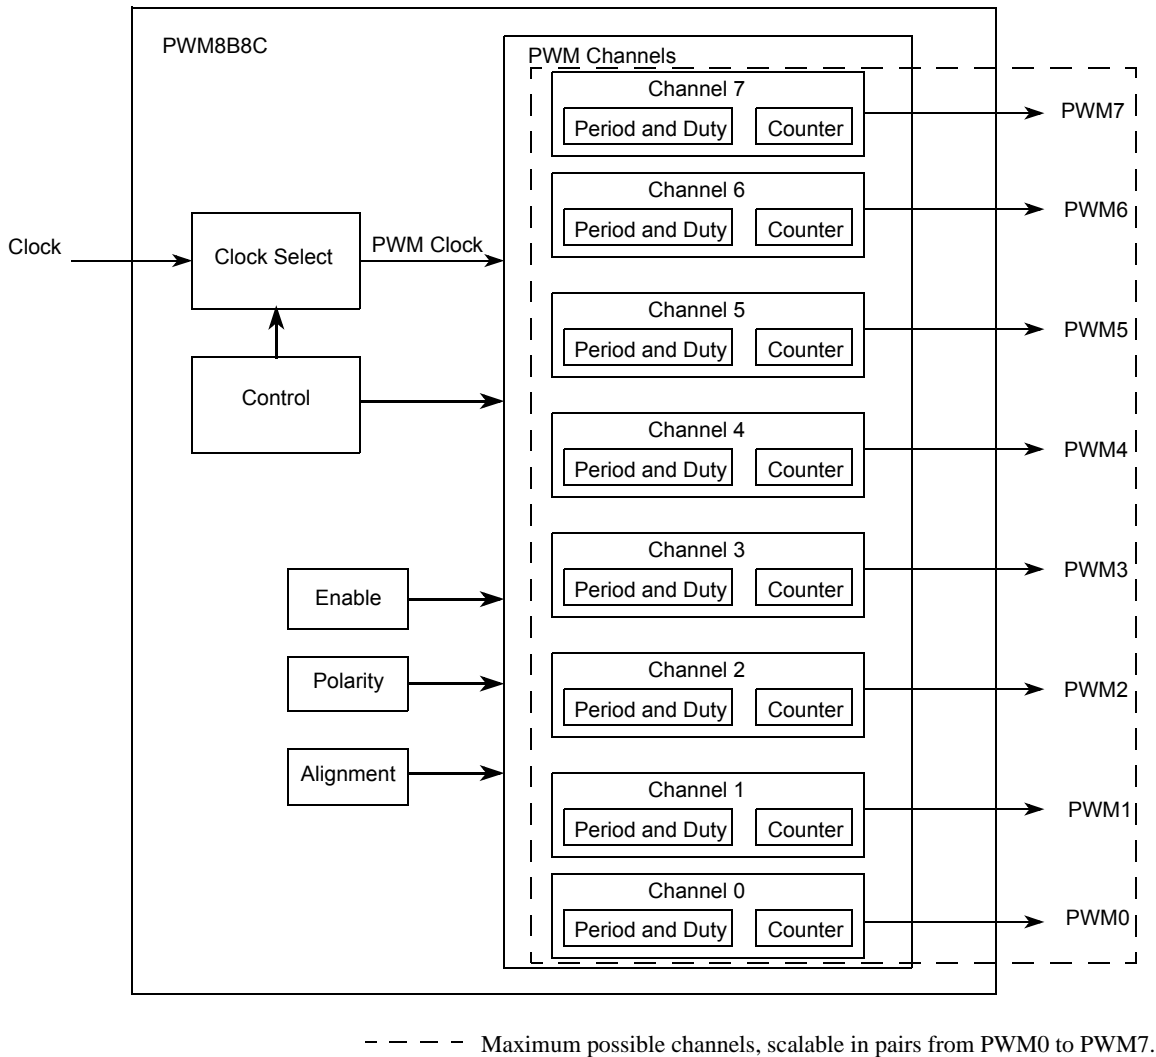 PWM8B8C
PWM Channels
Channel 7
Period and Duty
Counter
PWM7
Channel 6
Period and Duty
Counter
PWM6
Clock
Clock Select
PWM Clock
Channel 5
Period and Duty
Counter
PWM5
Control
Channel 4
Period and Duty
Counter
PWM4
Channel 3
Period and Duty
Counter
PWM3
Enable
Polarity
Channel 2
Period and Duty
Counter
PWM2
Alignment
Channel 1
Period and Duty
Counter
PWM1
Channel 0
Period and Duty
Counter
PWM0
Maximum possible channels, scalable in pairs from PWM0 to PWM7.